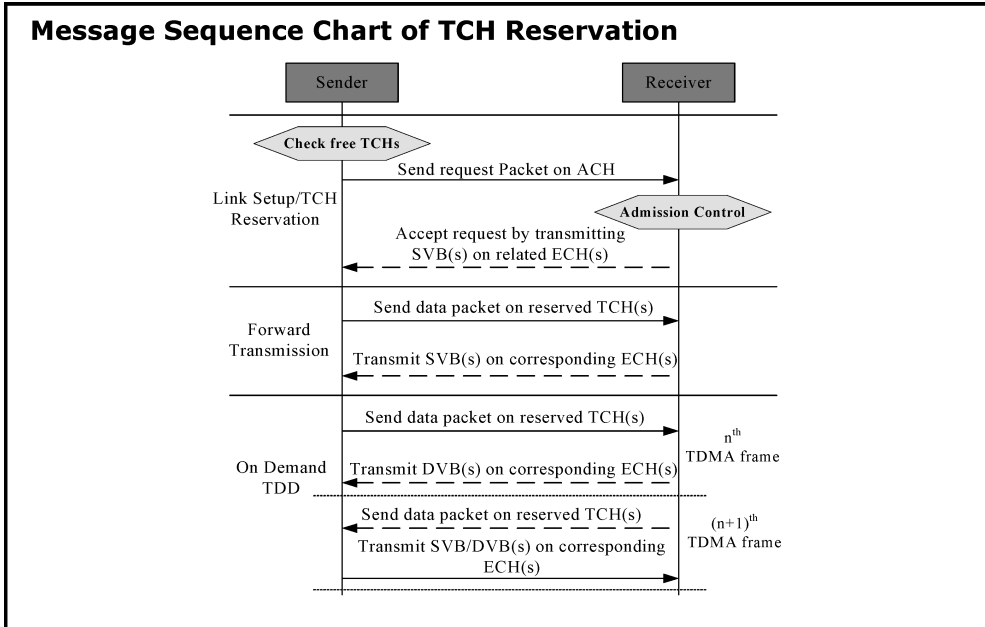 Message Sequence Chart of TCH Reservation
Sender
Receiver
Check free TCHs
Send request Packet on ACH
Link Setup/TCH
Reservation
Admission Control
Accept request by transmitting
SVB(s) on related ECH(s)
Send data packet on reserved TCH(s)
Forward
Transmission
Transmit SVB(s) on corresponding ECH(s)
Send data packet on reserved TCH(s)
nth
TDMA frame
On Demand
TDD
Transmit DVB(s) on corresponding ECH(s)
Send data packet on reserved TCH(s)
(n+1)th
TDMA frame
Transmit SVB/DVB(s) on corresponding
ECH(s)